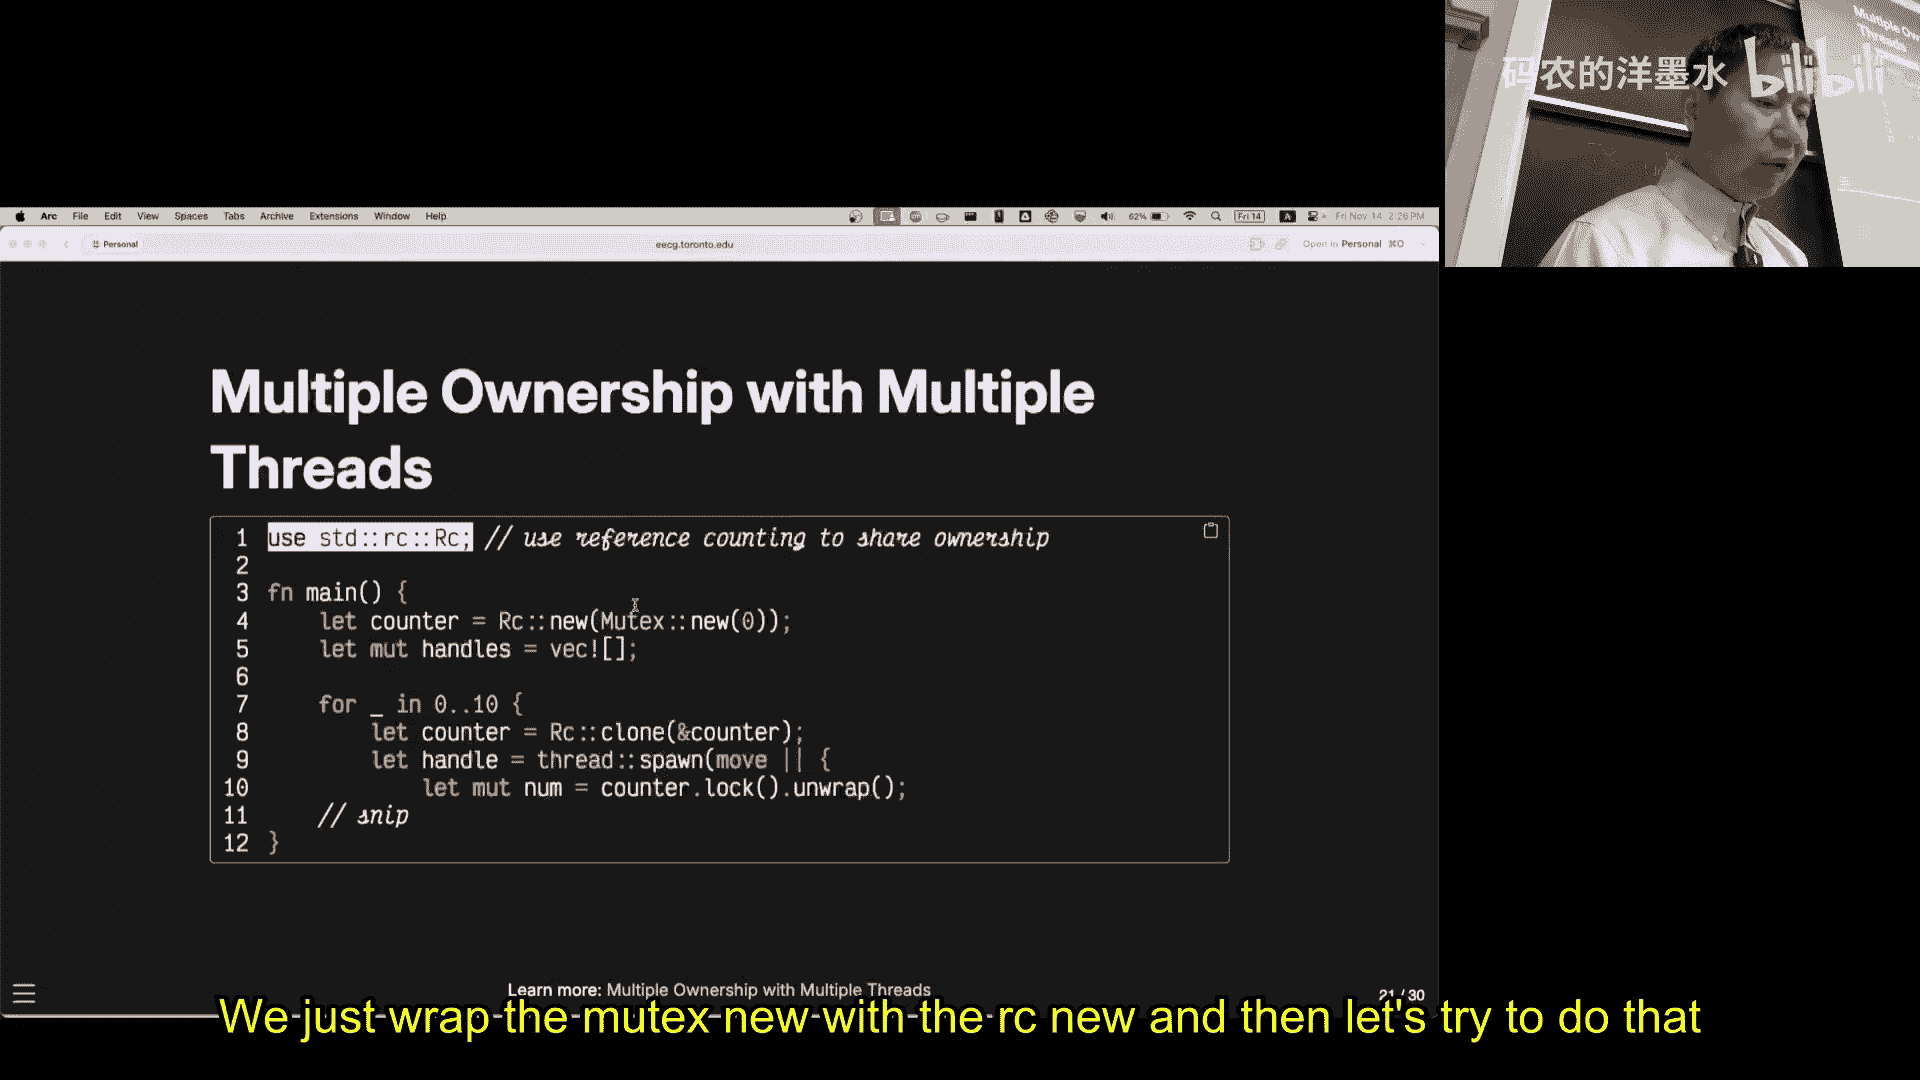 Arc File Edit View Spaces Tabs Archive Extensions Window Help
62%
Fri 14
A
Fri Nov 14 2:26 PM
Personal
eecg.toronto.edu
Open in Personal ⌘O
Multiple Ownership with Multiple
Threads
1 use std::rc::Rc; // use reference counting to share ownership
2
3 fn main() {
4 let counter = Rc::new(Mutex::new(0));
5 let mut handles = vec![];
6
7 for _ in 0..10 {
8 let counter = Rc::clone(&counter);
9 let handle = thread::spawn(move || {
10 let mut num = counter.lock().unwrap();
11 // snip
12 }
Learn more: Multiple Ownership with Multiple Threads
21 / 30
We just wrap the mutex new with the rc new and then let's try to do that
码农的洋墨水 bilibili
Multiple Ow
Threads